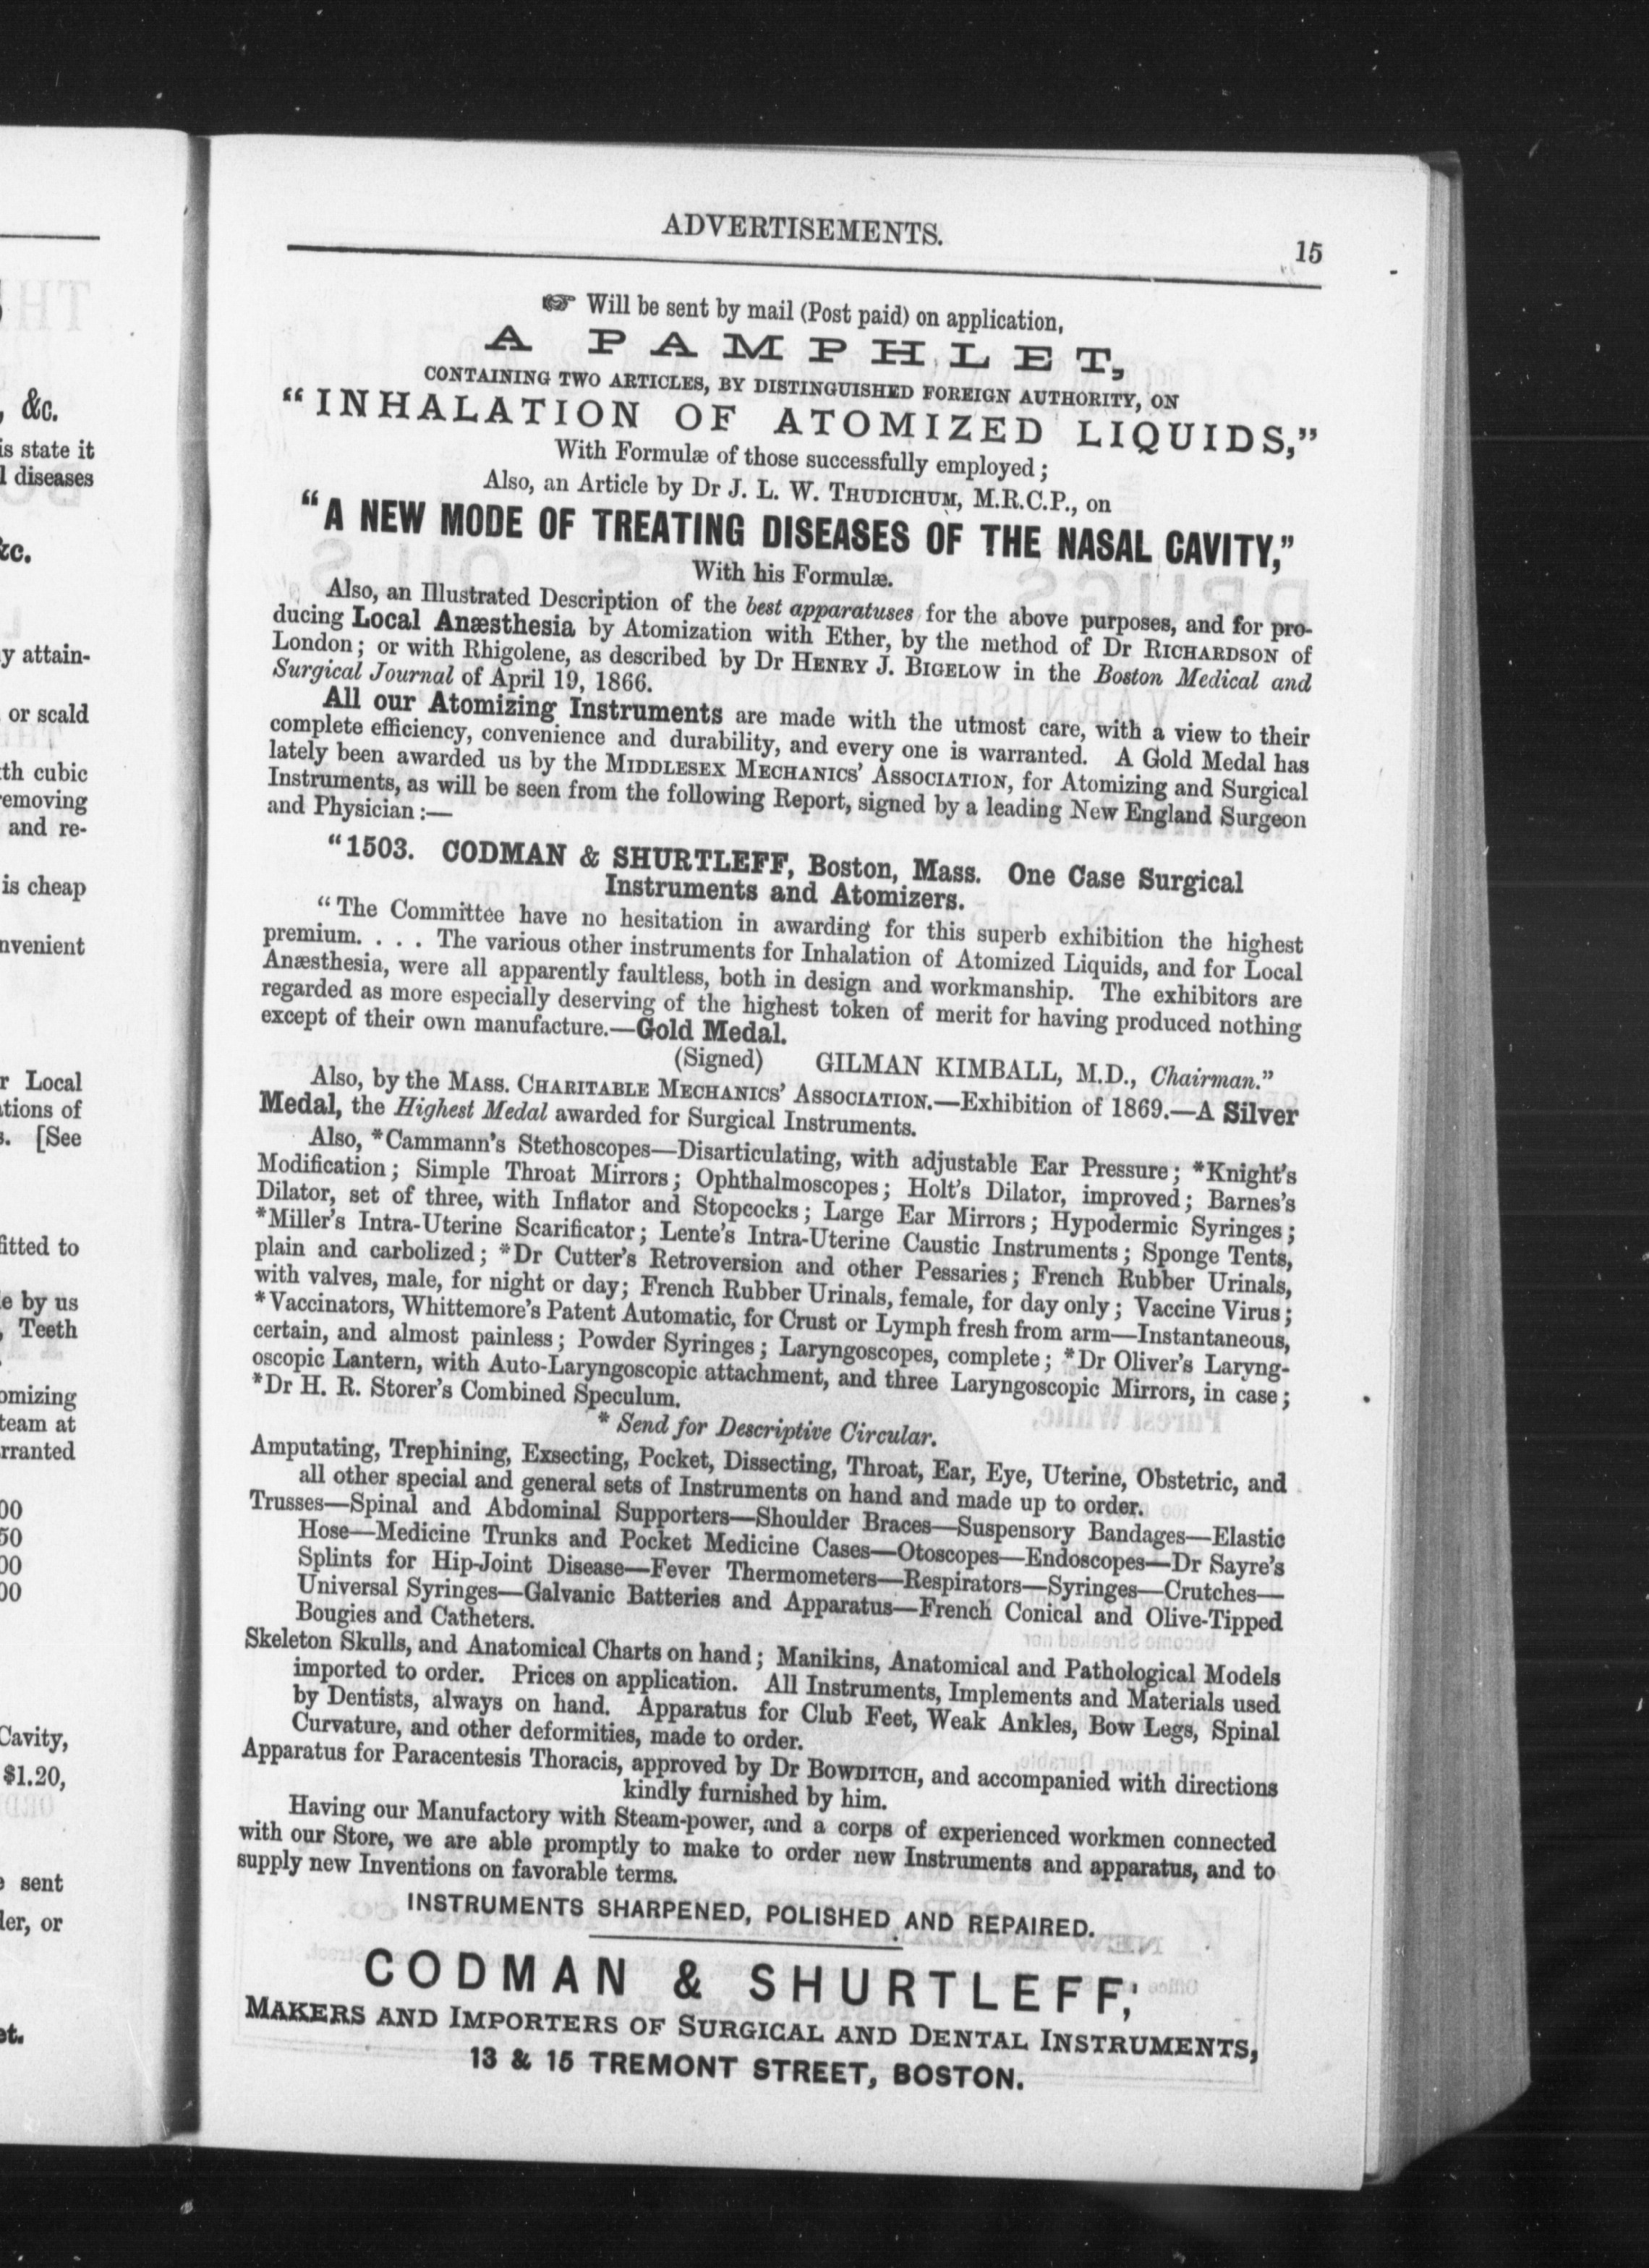 ADVERTISEMENTS.
15
☞ Will be sent by mail (Post paid) on application,
A PAMPHLET,
CONTAINING TWO ARTICLES, BY DISTINGUISHED FOREIGN AUTHORITY, ON
“INHALATION OF ATOMIZED LIQUIDS,”
With Formulæ of those successfully employed;
Also, an Article by Dr J. L. W. THUDICHUM, M.R.C.P., on
“A NEW MODE OF TREATING DISEASES OF THE NASAL CAVITY,”
With his Formulæ.
Also, an Illustrated Description of the best apparatuses for the above purposes, and for pro-
ducing Local Anæsthesia by Atomization with Ether, by the method of Dr RICHARDSON of
London; or with Rhigolene, as described by Dr HENRY J. BIGELOW in the Boston Medical and
Surgical Journal of April 19, 1866.
All our Atomizing Instruments are made with the utmost care, with a view to their
complete efficiency, convenience and durability, and every one is warranted. A Gold Medal has
lately been awarded us by the MIDDLESEX MECHANICS’ ASSOCIATION, for Atomizing and Surgical
Instruments, as will be seen from the following Report, signed by a leading New England Surgeon
and Physician:—
“1503. CODMAN & SHURTLEFF, Boston, Mass. One Case Surgical
Instruments and Atomizers.
“The Committee have no hesitation in awarding for this superb exhibition the highest
premium. . . . The various other instruments for Inhalation of Atomized Liquids, and for Local
Anæsthesia, were all apparently faultless, both in design and workmanship. The exhibitors are
regarded as more especially deserving of the highest token of merit for having produced nothing
except of their own manufacture.—Gold Medal.
(Signed) GILMAN KIMBALL, M.D., Chairman.”
Also, by the MASS. CHARITABLE MECHANICS’ ASSOCIATION.—Exhibition of 1869.—A Silver
Medal, the Highest Medal awarded for Surgical Instruments.
Also, *Cammann’s Stethoscopes—Disarticulating, with adjustable Ear Pressure; *Knight’s
Modification; Simple Throat Mirrors; Ophthalmoscopes; Holt’s Dilator, improved; Barnes’s
Dilator, set of three, with Inflator and Stopcocks; Large Ear Mirrors; Hypodermic Syringes;
*Miller’s Intra-Uterine Scarificator; Lente’s Intra-Uterine Caustic Instruments; Sponge Tents,
plain and carbolized; *Dr Cutter’s Retroversion and other Pessaries; French Rubber Urinals,
with valves, male, for night or day; French Rubber Urinals, female, for day only; Vaccine Virus;
*Vaccinators, Whittemore’s Patent Automatic, for Crust or Lymph fresh from arm—Instantaneous,
certain, and almost painless; Powder Syringes; Laryngoscopes, complete; *Dr Oliver’s Laryng-
oscopic Lantern, with Auto-Laryngoscopic attachment, and three Laryngoscopic Mirrors, in case;
*Dr H. R. Storer’s Combined Speculum.
* Send for Descriptive Circular.
Amputating, Trephining, Exsecting, Pocket, Dissecting, Throat, Ear, Eye, Uterine, Obstetric, and
all other special and general sets of Instruments on hand and made up to order.
Trusses—Spinal and Abdominal Supporters—Shoulder Braces—Suspensory Bandages—Elastic
Hose—Medicine Trunks and Pocket Medicine Cases—Otoscopes—Endoscopes—Dr Sayre’s
Splints for Hip-Joint Disease—Fever Thermometers—Respirators—Syringes—Crutches—
Universal Syringes—Galvanic Batteries and Apparatus—French Conical and Olive-Tipped
Bougies and Catheters.
Skeleton Skulls, and Anatomical Charts on hand; Manikins, Anatomical and Pathological Models
imported to order. Prices on application. All Instruments, Implements and Materials used
by Dentists, always on hand. Apparatus for Club Feet, Weak Ankles, Bow Legs, Spinal
Curvature, and other deformities, made to order.
Apparatus for Paracentesis Thoracis, approved by Dr BOWDITCH, and accompanied with directions
kindly furnished by him.
Having our Manufactory with Steam-power, and a corps of experienced workmen connected
with our Store, we are able promptly to make to order new Instruments and apparatus, and to
supply new Inventions on favorable terms.
INSTRUMENTS SHARPENED, POLISHED AND REPAIRED.
CODMAN & SHURTLEFF,
MAKERS AND IMPORTERS OF SURGICAL AND DENTAL INSTRUMENTS,
13 & 15 TREMONT STREET, BOSTON.